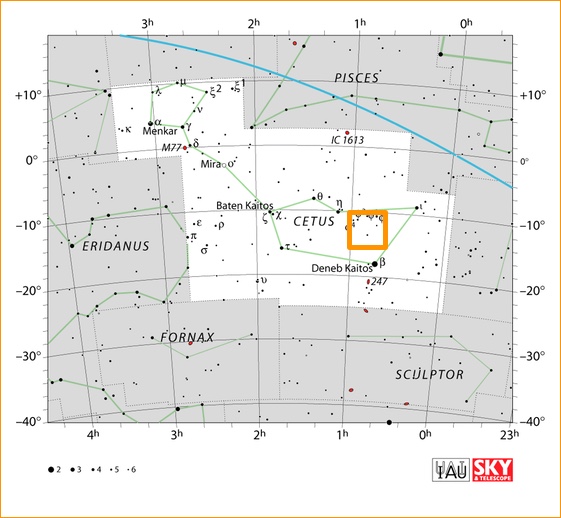 3h 2h 1h 0h
PISCES
+10° +10°
λ μ ξ2 ξ1
ν
α
κ Menkar γ
IC 1613
M77 δ
0° Mira ο 0°
θ
Baten Kaitos η ι
ζ χ CETUS φ
−10° ε ρ −10°
ERIDANUS π
σ τ
Deneb Kaitos β
υ 247
−20° −20°
−30° FORNAX −30°
SCULPTOR
−40° −40°
4h 3h 2h 1h 0h 23h
2 3 4 5 6
IAU SKY
& TELESCOPE